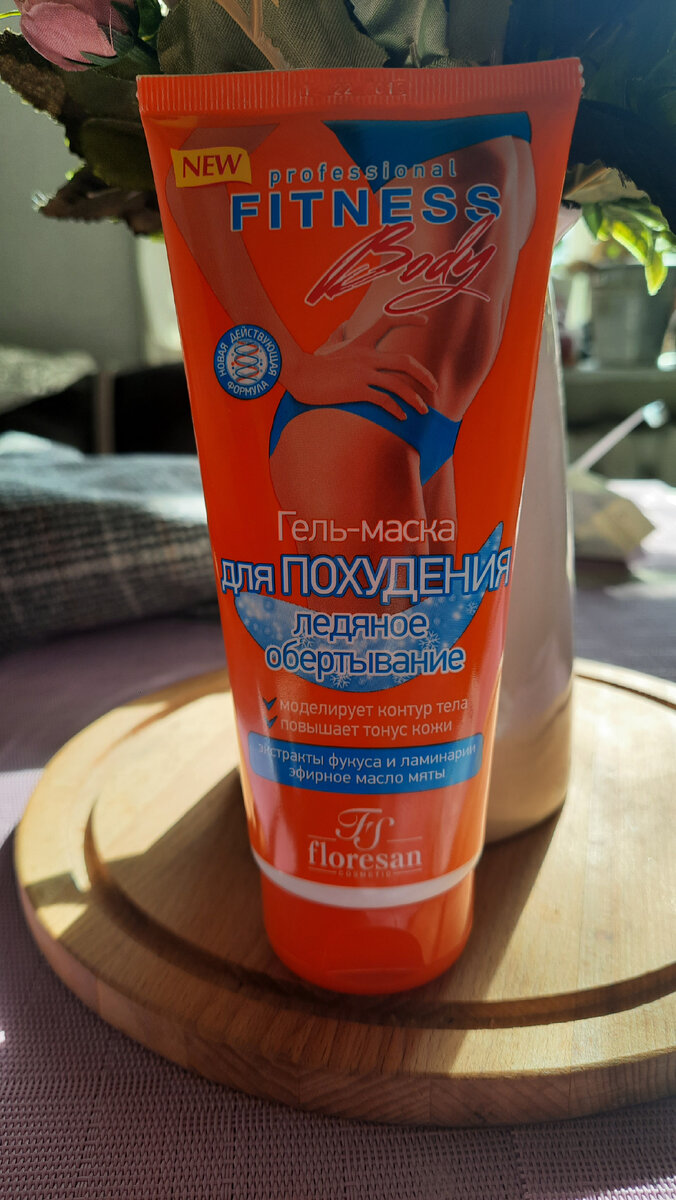 NEW
professional
FITNESS
Body
НОВАЯ ДЕЙСТВУЮЩАЯ
ФОРМУЛА
Гель-маска
для ПОХУДЕНИЯ
ледяное
обертывание
моделирует контур тела
повышает тонус кожи
экстракты фукуса и ламинарии
эфирное масло мяты
FS
floresan
COSMETIC